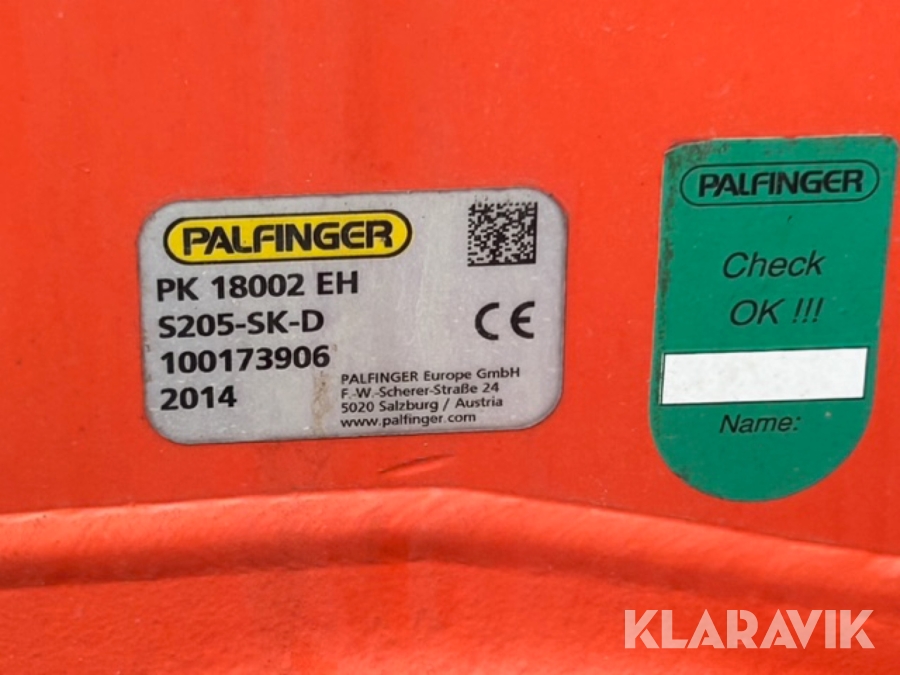 PALFINGER
PK 18002 EH
S205-SK-D
100173906
2014
CE
PALFINGER Europe GmbH
F.-W.-Scherer-Straße 24
5020 Salzburg / Austria
www.palfinger.com
PALFINGER
Check
OK !!!
Name:
KLARAVIK